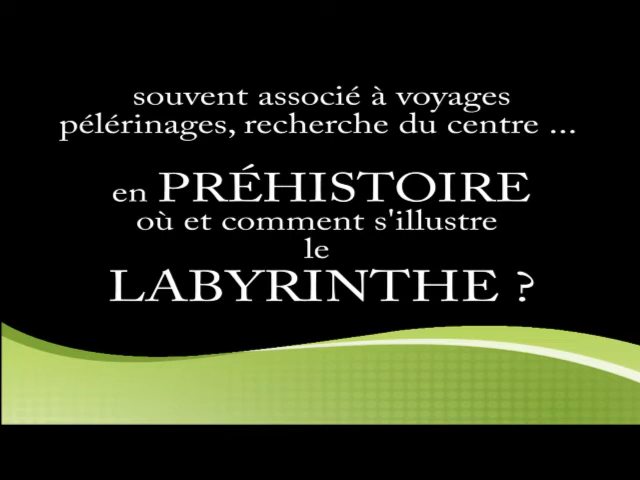 souvent associé à voyages
pélérinages, recherche du centre ...
en PRÉHISTOIRE
où et comment s'illustre
le
LABYRINTHE ?